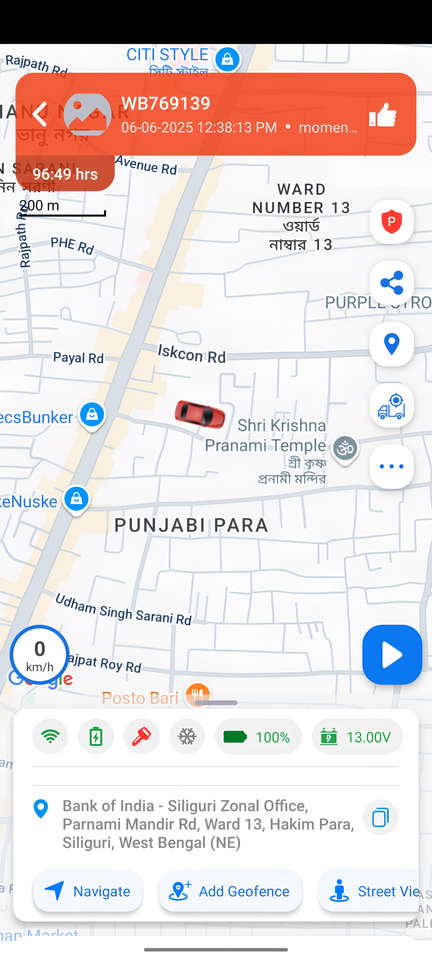 Rajpath Rd
CITI STYLE
সিটি স্টাইল
WB769139
06-06-2025 12:38:13 PM • momen...
ভানু নগর
96:49 hrs
Avenue Rd
200 m
Rajpath Rd
WARD
NUMBER 13
ওয়ার্ড
নাম্বার 13
P
PHE Rd
PURPLE
Payal Rd
Iskcon Rd
ecsBunker
Shri Krishna
Pranami Temple
শ্রী কৃষ্ণ
প্রনামী মন্দির
keNuske
PUNJABI PARA
Udham Singh Sarani Rd
0
km/h
ajpat Roy Rd
Google
Posto Bari
100%
13.00V
Bank of India - Siliguri Zonal Office,
Parnami Mandir Rd, Ward 13, Hakim Para,
Siliguri, West Bengal (NE)
Navigate
Add Geofence
Street Vie